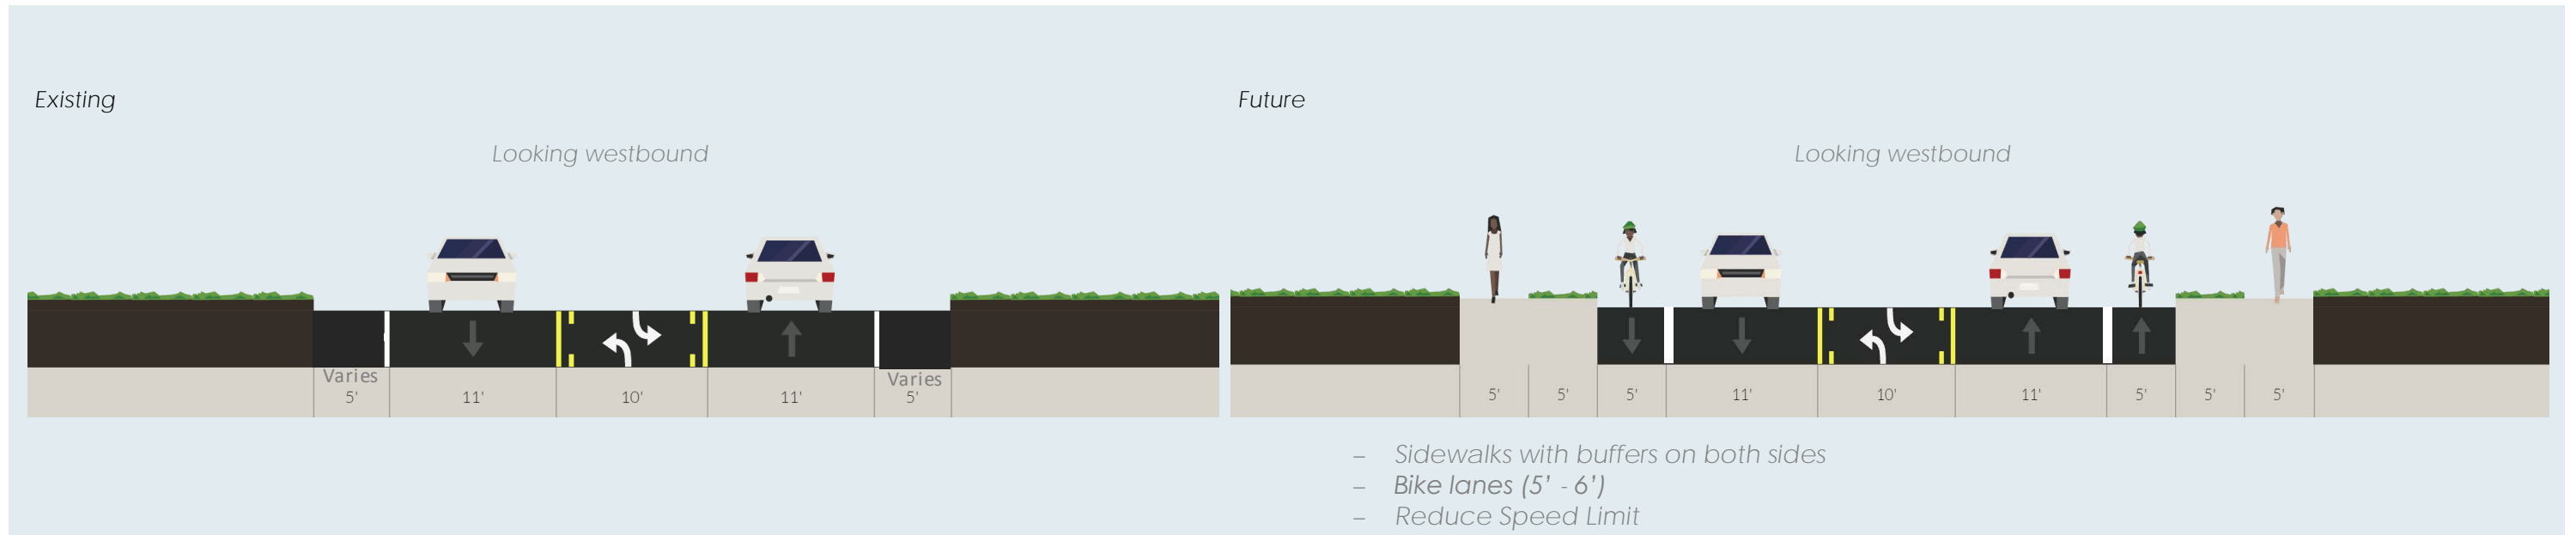 Existing
Looking westbound
Varies Varies
5' 11' 10' 11' 5'
Future
Looking westbound
5' 5' 5' 11' 10' 11' 5' 5' 5'
– Sidewalks with buffers on both sides
– Bike lanes (5' - 6')
– Reduce Speed Limit